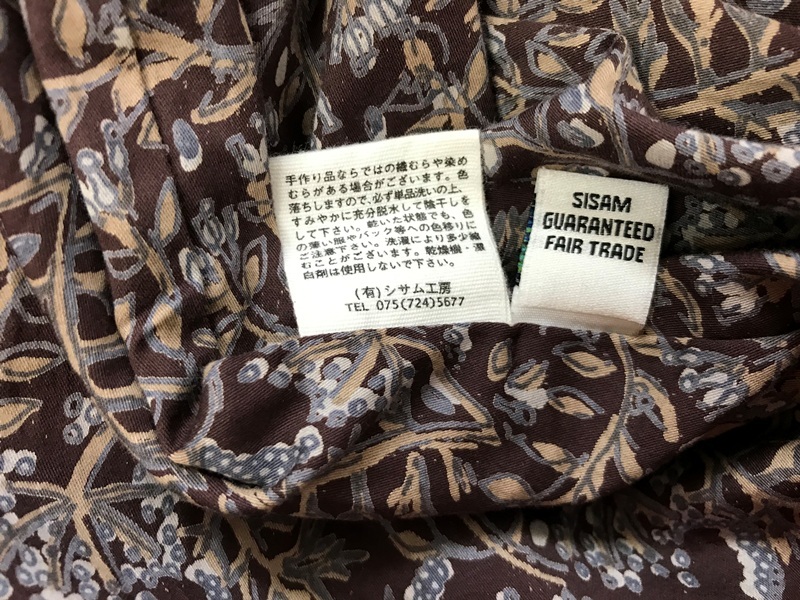 手作り品ならではの織むらや染め
むらがある場合がございます。色
落ちしますので、必ず単品洗いの上、
すみやかに充分脱水して陰干しを
して下さい。乾いた状態でも、色
の薄い服やバック等への色移りに
ご注意下さい。洗濯により多少縮
むことがございます。乾燥機・漂
白剤は使用しないで下さい。
(有)シサム工房
TEL 075(724)5677
SISAM
GUARANTEED
FAIR TRADE